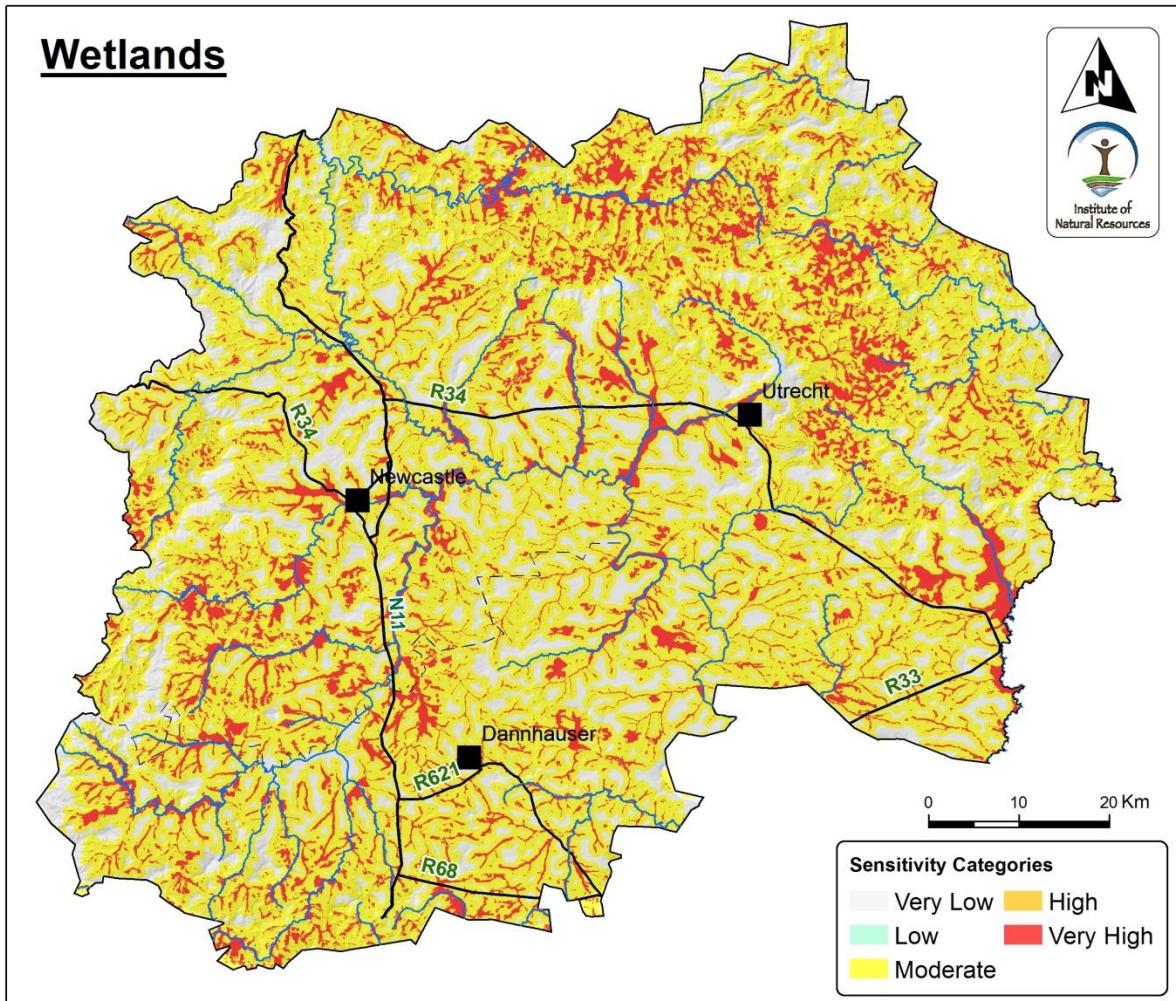 Wetlands
N
Institute of
Natural Resources
R34
Utrecht
R34
Newcastle
N11
R33
Dannhauser
R621
R68
0 10 20 Km
Sensitivity Categories
Very Low High
Low Very High
Moderate